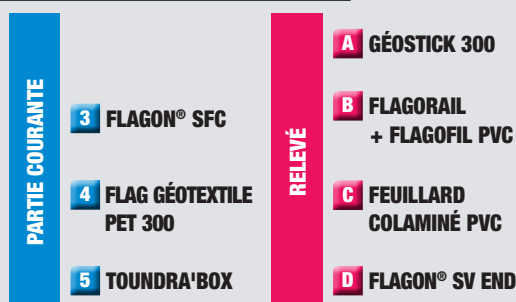 PARTIE COURANTE
3 FLAGON® SFC
4 FLAG GÉOTEXTILE
PET 300
5 TOUNDRA'BOX
RELEVÉ
A GÉOSTICK 300
B FLAGORAIL
+ FLAGOFIL PVC
C FEUILLARD
COLAMINÉ PVC
D FLAGON® SV END